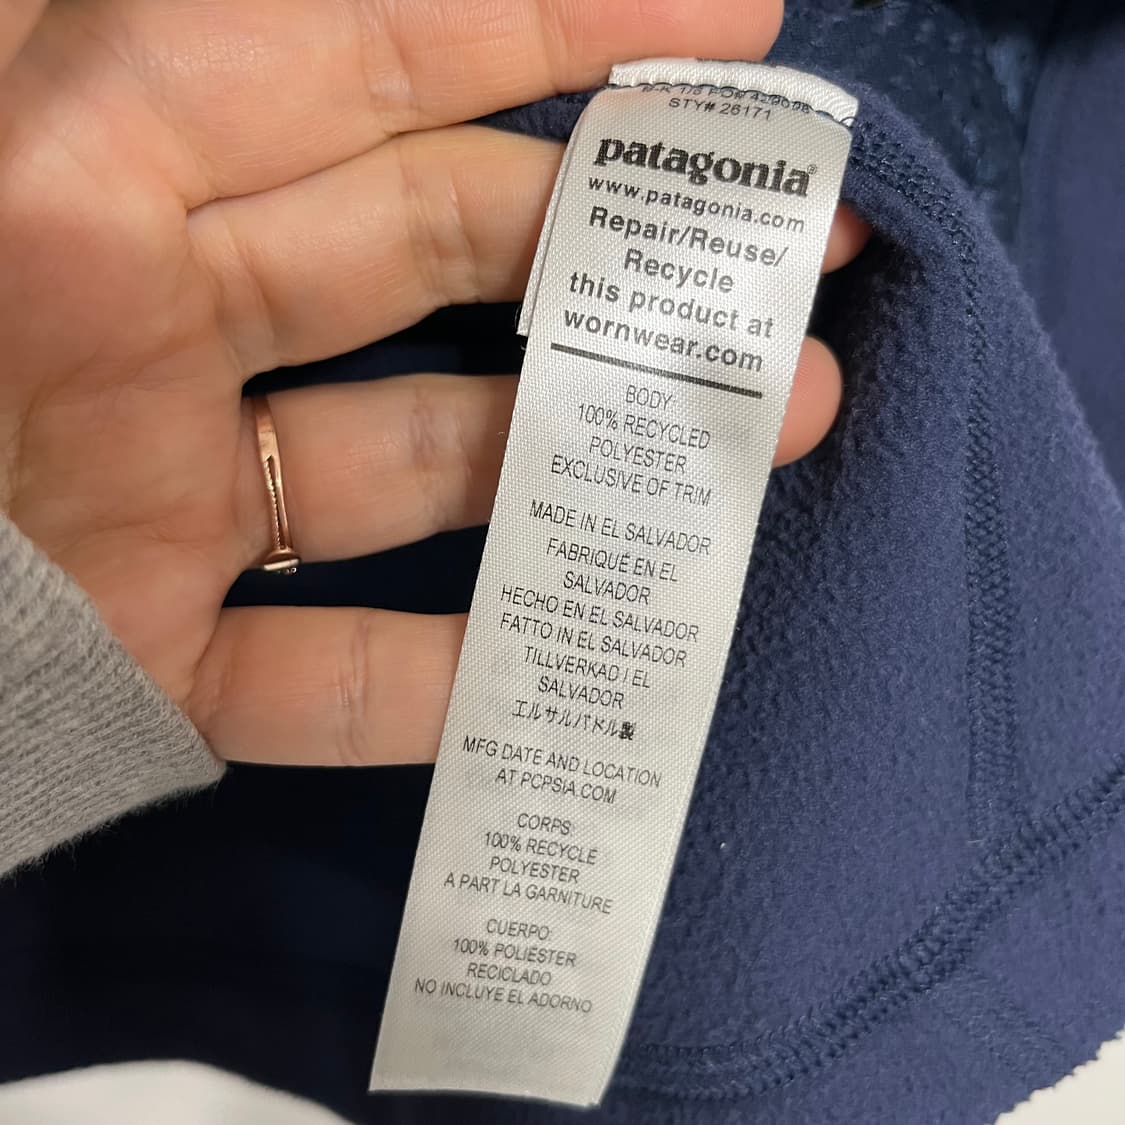 STY# 26171
patagonia®
www.patagonia.com
Repair/Reuse/
Recycle
this product at
wornwear.com
BODY:
100% RECYCLED
POLYESTER
EXCLUSIVE OF TRIM
MADE IN EL SALVADOR
FABRIQUÉ EN EL
SALVADOR
HECHO EN EL SALVADOR
FATTO IN EL SALVADOR
TILLVERKAD I EL
SALVADOR
エルサルバドル製
MFG DATE AND LOCATION
AT PCPSIA.COM
CORPS:
100% RECYCLÉ
POLYESTER
A PART LA GARNITURE
CUERPO:
100% POLIÉSTER
RECICLADO
NO INCLUYE EL ADORNO